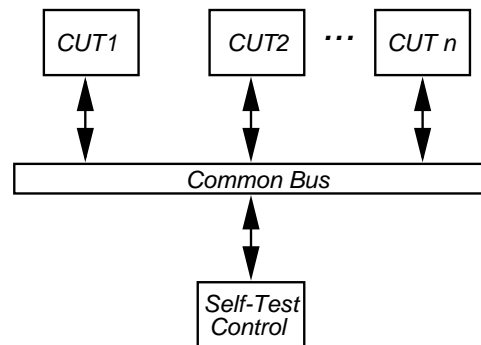 CUT1 CUT2 ... CUT n
Common Bus
Self-Test
Control